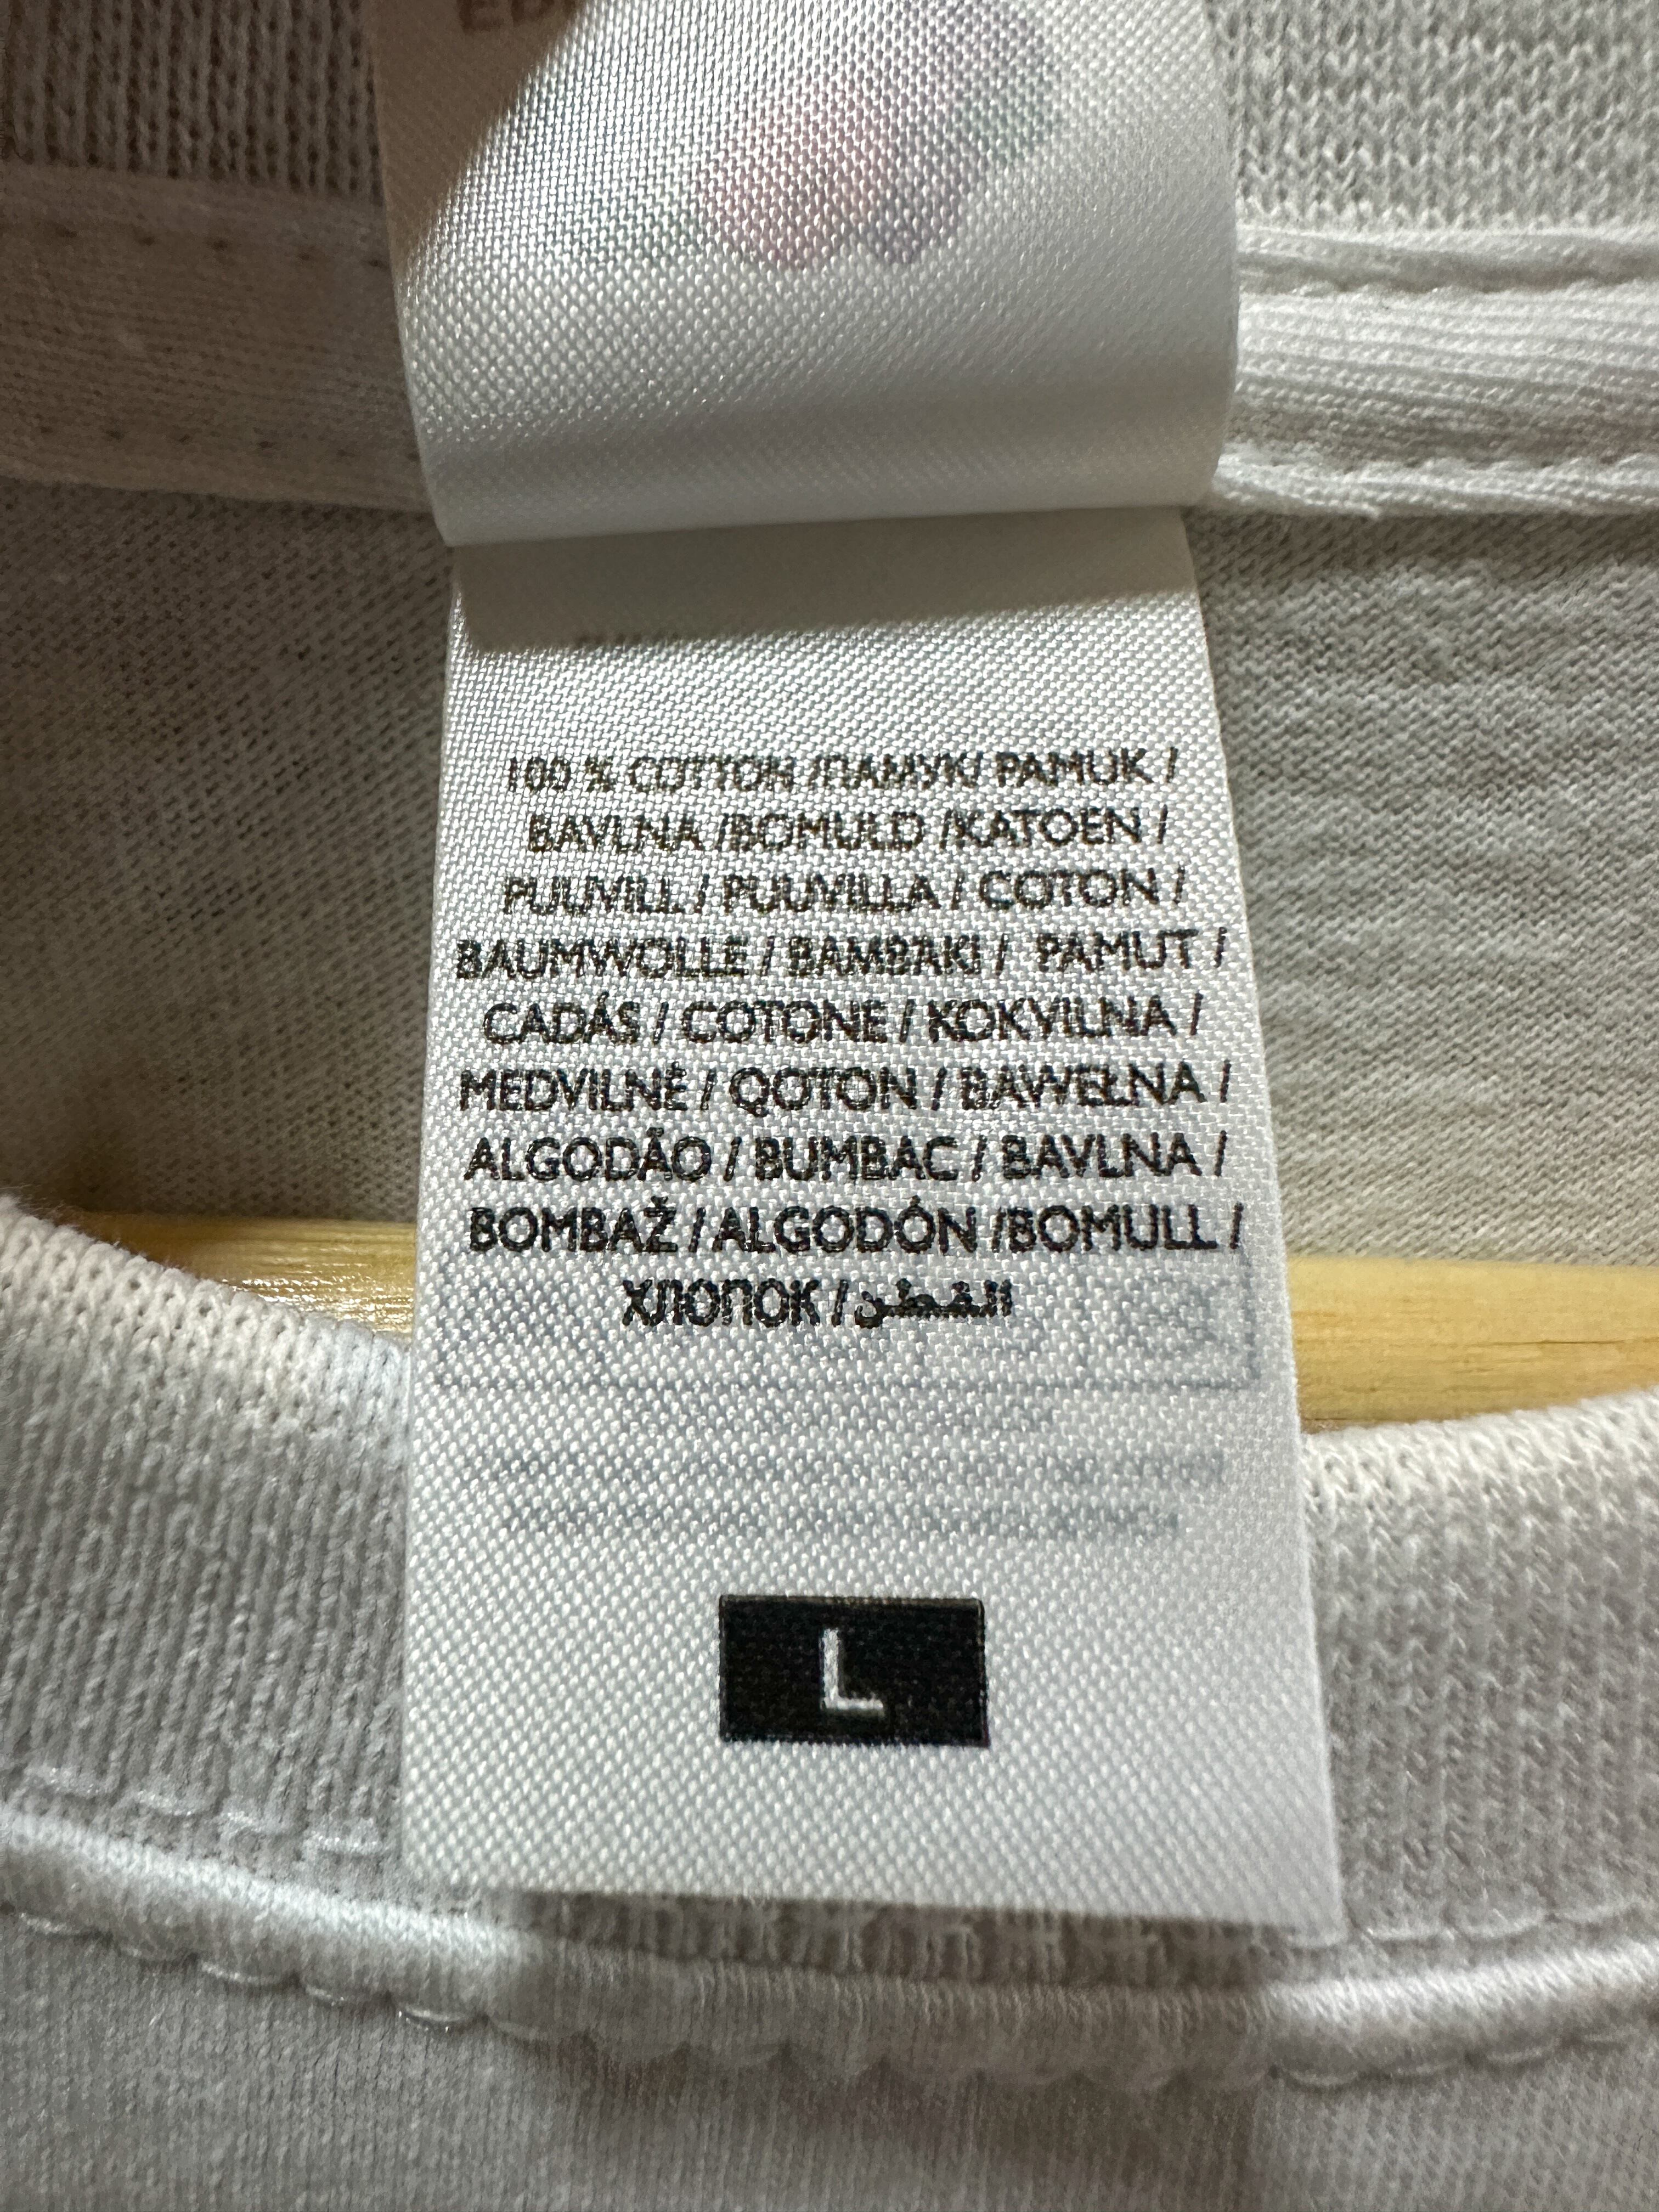 100 % COTTON /ПАМУК/ PAMUK /
BAVLNA /BOMULD /KATOEN /
PUUVILL / PUUVILLA / COTON /
BAUMWOLLE / BAMBAKI / PAMUT /
CADÁS / COTONE / KOKVILNA /
MEDVILNĖ / QOTON / BAWEŁNA /
ALGODÃO / BUMBAC / BAVLNA /
BOMBAŽ / ALGODÓN /BOMULL /
ХЛОПОК / القطن
L